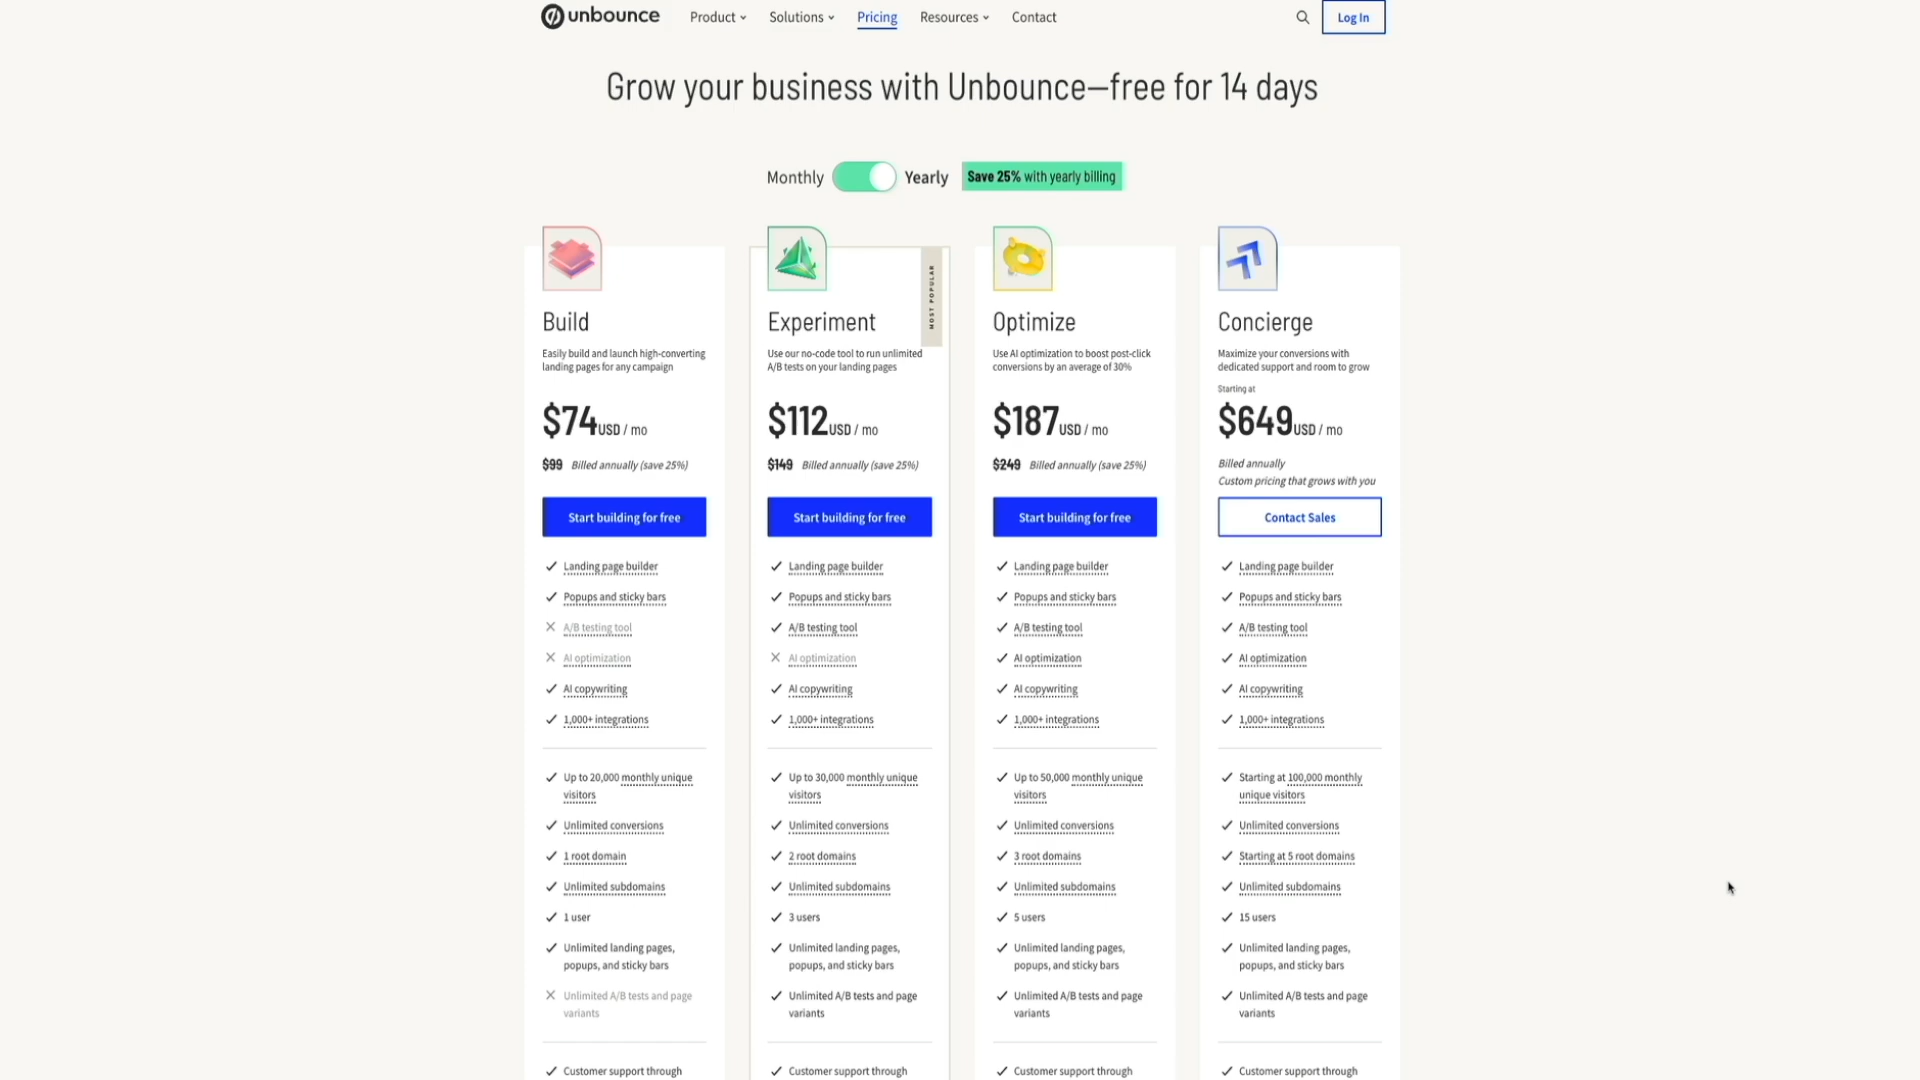 unbounce
Product Solutions Pricing Resources Contact Log In
Grow your business with Unbounce—free for 14 days
Monthly Yearly Save 25% with yearly billing
Build
Easily build and launch high-converting
landing pages for any campaign
$74 USD / mo
$99 Billed annually (save 25%)
Start building for free
Landing page builder
Popups and sticky bars
A/B testing tool
AI optimization
AI copywriting
1,000+ integrations
Up to 20,000 monthly unique
visitors
Unlimited conversions
1 root domain
Unlimited subdomains
1 user
Unlimited landing pages,
popups, and sticky bars
Unlimited A/B tests and page
variants
Customer support through
MOST POPULAR
Experiment
Use our no-code tool to run unlimited
A/B tests on your landing pages
$112 USD / mo
$149 Billed annually (save 25%)
Start building for free
Landing page builder
Popups and sticky bars
A/B testing tool
AI optimization
AI copywriting
1,000+ integrations
Up to 30,000 monthly unique
visitors
Unlimited conversions
2 root domains
Unlimited subdomains
3 users
Unlimited landing pages,
popups, and sticky bars
Unlimited A/B tests and page
variants
Customer support through
Optimize
Use AI optimization to boost post-click
conversions by an average of 30%
$187 USD / mo
$249 Billed annually (save 25%)
Start building for free
Landing page builder
Popups and sticky bars
A/B testing tool
AI optimization
AI copywriting
1,000+ integrations
Up to 50,000 monthly unique
visitors
Unlimited conversions
3 root domains
Unlimited subdomains
5 users
Unlimited landing pages,
popups, and sticky bars
Unlimited A/B tests and page
variants
Customer support through
Concierge
Maximize your conversions with
dedicated support and room to grow
Starting at
$649 USD / mo
Billed annually
Custom pricing that grows with you
Contact Sales
Landing page builder
Popups and sticky bars
A/B testing tool
AI optimization
AI copywriting
1,000+ integrations
Starting at 100,000 monthly
unique visitors
Unlimited conversions
Starting at 5 root domains
Unlimited subdomains
15 users
Unlimited landing pages,
popups, and sticky bars
Unlimited A/B tests and page
variants
Customer support through